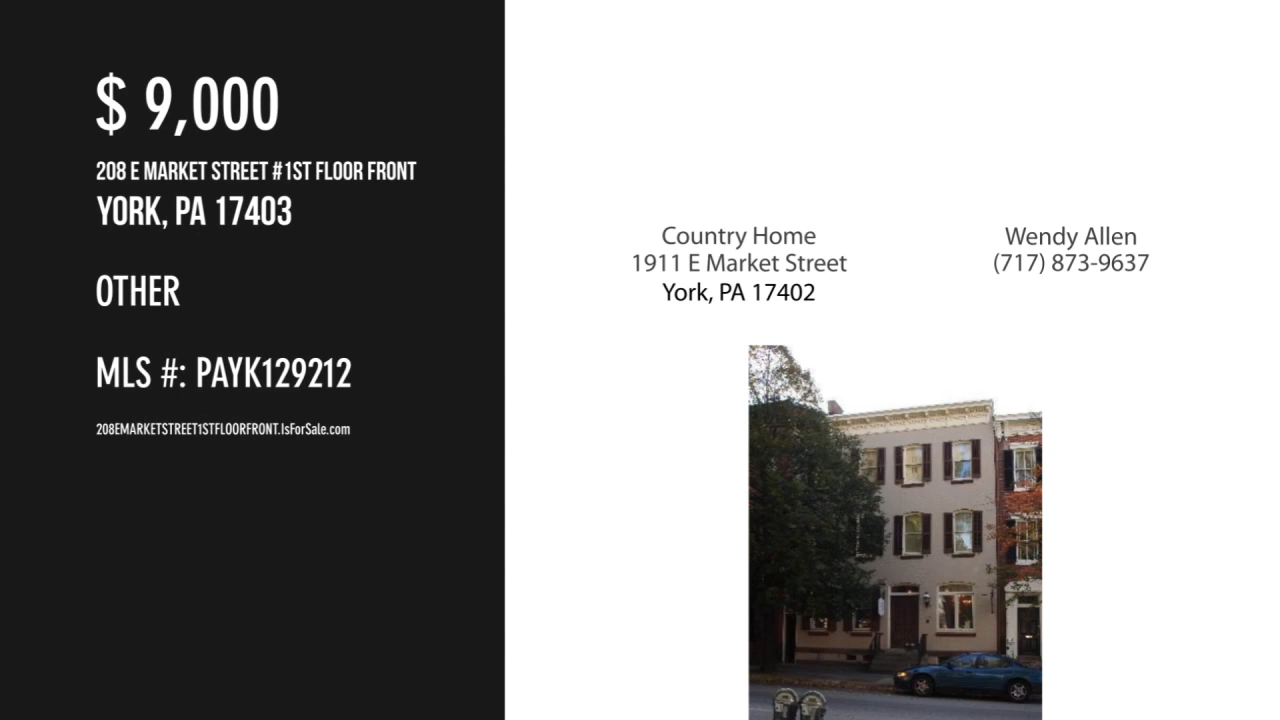 $ 9,000
208 E MARKET STREET #1ST FLOOR FRONT
YORK, PA 17403
OTHER
MLS #: PAYK129212
208EMARKETSTREET1STFLOORFRONT.IsForSale.com
Country Home
1911 E Market Street
York, PA 17402
Wendy Allen
(717) 873-9637